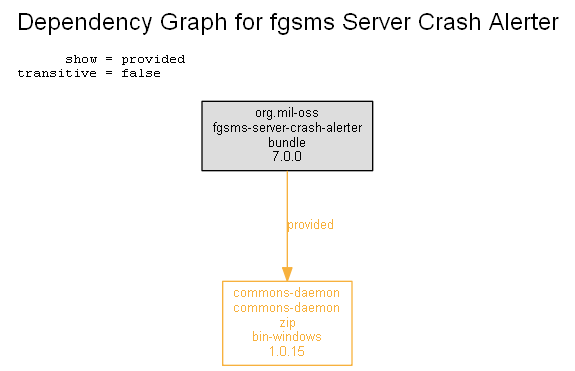 Dependency Graph for fgsms Server Crash Alerter
show = provided
transitive = false
org.mil-oss
fgsms-server-crash-alerter
bundle
7.0.0
provided
commons-daemon
commons-daemon
zip
bin-windows
1.0.15